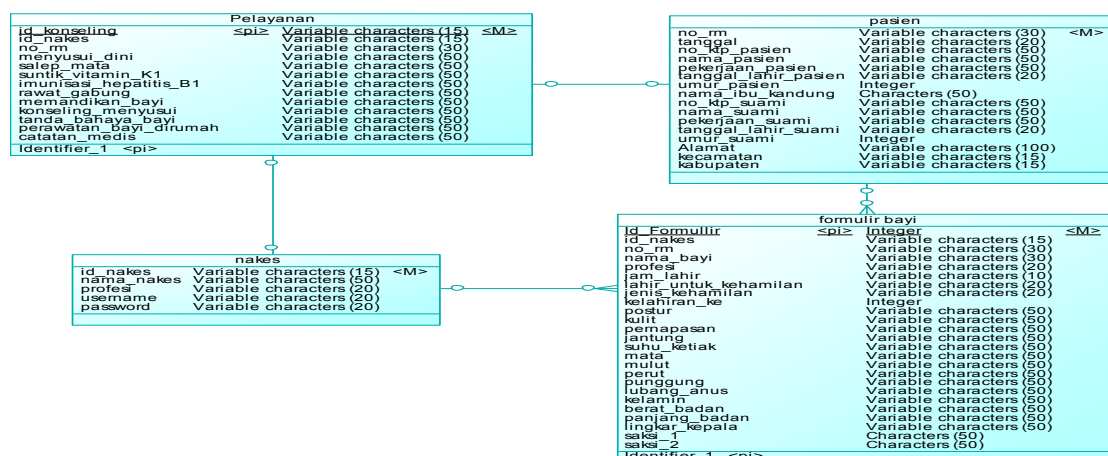 Pelayanan
id_konseling <pi> Variable characters (15) <M>
id_nakes Variable characters (15)
no_rm Variable characters (30)
menyusui_dini Variable characters (50)
salep_mata Variable characters (50)
suntik_vitamin_K1 Variable characters (50)
imunisasi_hepatitis_B1 Variable characters (50)
rawat_gabung Variable characters (50)
memandikan_bayi Variable characters (50)
konseling_menyusui Variable characters (50)
tanda_bahaya_bayi Variable characters (50)
perawatan_bayi_dirumah Variable characters (50)
catatan_medis Variable characters (50)
Identifier_1 <pi>
pasien
no_rm Variable characters (30) <M>
tanggal Variable characters (20)
no_ktp_pasien Variable characters (50)
nama_pasien Variable characters (50)
pekerjaan_pasien Variable characters (50)
tanggal_lahir_pasien Variable characters (20)
umur_pasien Integer
nama_ibu_kandung Characters (50)
no_ktp_suami Variable characters (50)
nama_suami Variable characters (50)
pekerjaan_suami Variable characters (50)
tanggal_lahir_suami Variable characters (20)
umur_suami Integer
Alamat Variable characters (100)
kecamatan Variable characters (15)
kabupaten Variable characters (15)
nakes
id_nakes Variable characters (15) <M>
nama_nakes Variable characters (50)
profesi Variable characters (20)
username Variable characters (20)
password Variable characters (20)
formulir bayi
Id_Formullir <pi> Integer <M>
id_nakes Variable characters (15)
no_rm Variable characters (30)
nama_bayi Variable characters (30)
profesi Variable characters (20)
jam_lahir Variable characters (10)
lahir_untuk_kehamilan Variable characters (20)
jenis_kehamilan Variable characters (20)
kelahiran_ke Integer
postur Variable characters (50)
kulit Variable characters (50)
pernapasan Variable characters (50)
jantung Variable characters (50)
suhu_ketiak Variable characters (50)
mata Variable characters (50)
mulut Variable characters (50)
perut Variable characters (50)
punggung Variable characters (50)
lubang_anus Variable characters (50)
kelamin Variable characters (50)
berat_badan Variable characters (50)
panjang_badan Variable characters (50)
lingkar_kepala Variable characters (50)
saksi_1 Characters (50)
saksi_2 Characters (50)
Identifier_1 <pi>